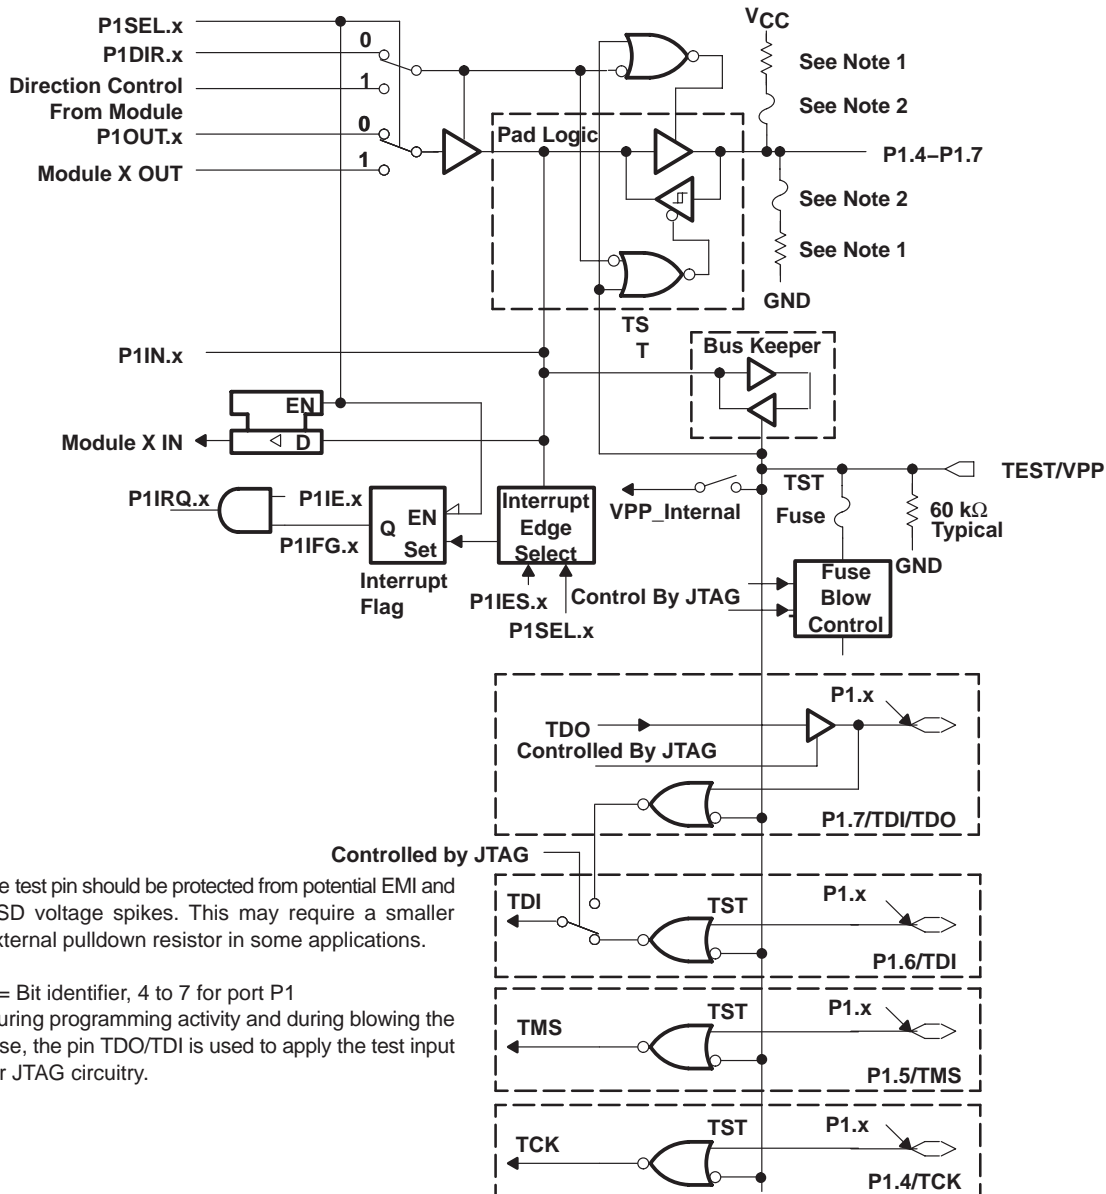 P1SEL.x
P1DIR.x
0
Direction Control
From Module
1
P1OUT.x
0
Module X OUT
1
Pad Logic
VCC
See Note 1
See Note 2
P1.4–P1.7
See Note 2
See Note 1
GND
TS
T
P1IN.x
Bus Keeper
EN
Module X IN
D
TEST/VPP
TST
VPP_Internal
Fuse
60 kΩ
Typical
GND
P1IRQ.x
P1IE.x
P1IFG.x
Q
EN
Set
Interrupt
Edge
Select
Interrupt
Flag
P1IES.x
P1SEL.x
Control By JTAG
Fuse
Blow
Control
P1.x
TDO
Controlled By JTAG
P1.7/TDI/TDO
Controlled by JTAG
TDI
TST
P1.x
P1.6/TDI
TMS
TST
P1.x
P1.5/TMS
TCK
TST
P1.x
P1.4/TCK
e test pin should be protected from potential EMI and
SD voltage spikes. This may require a smaller
xternal pulldown resistor in some applications.
= Bit identifier, 4 to 7 for port P1
uring programming activity and during blowing the
se, the pin TDO/TDI is used to apply the test input
r JTAG circuitry.